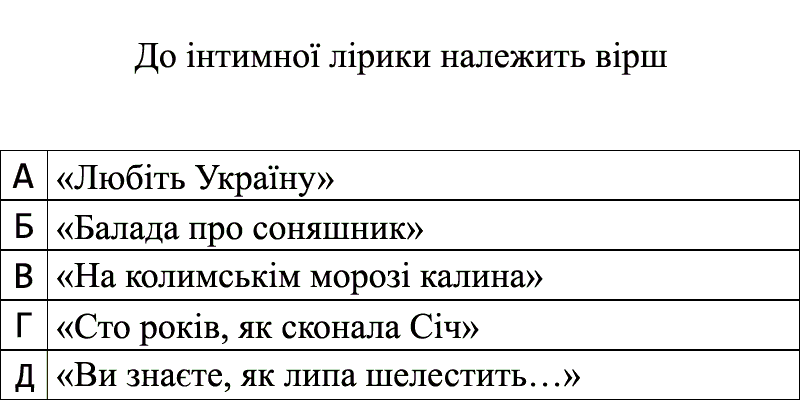 До інтимної лірики належить вірш
А «Любіть Україну»
Б «Балада про соняшник»
В «На колимськім морозі калина»
Г «Сто років, як сконала Січ»
Д «Ви знаєте, як липа шелестить…»